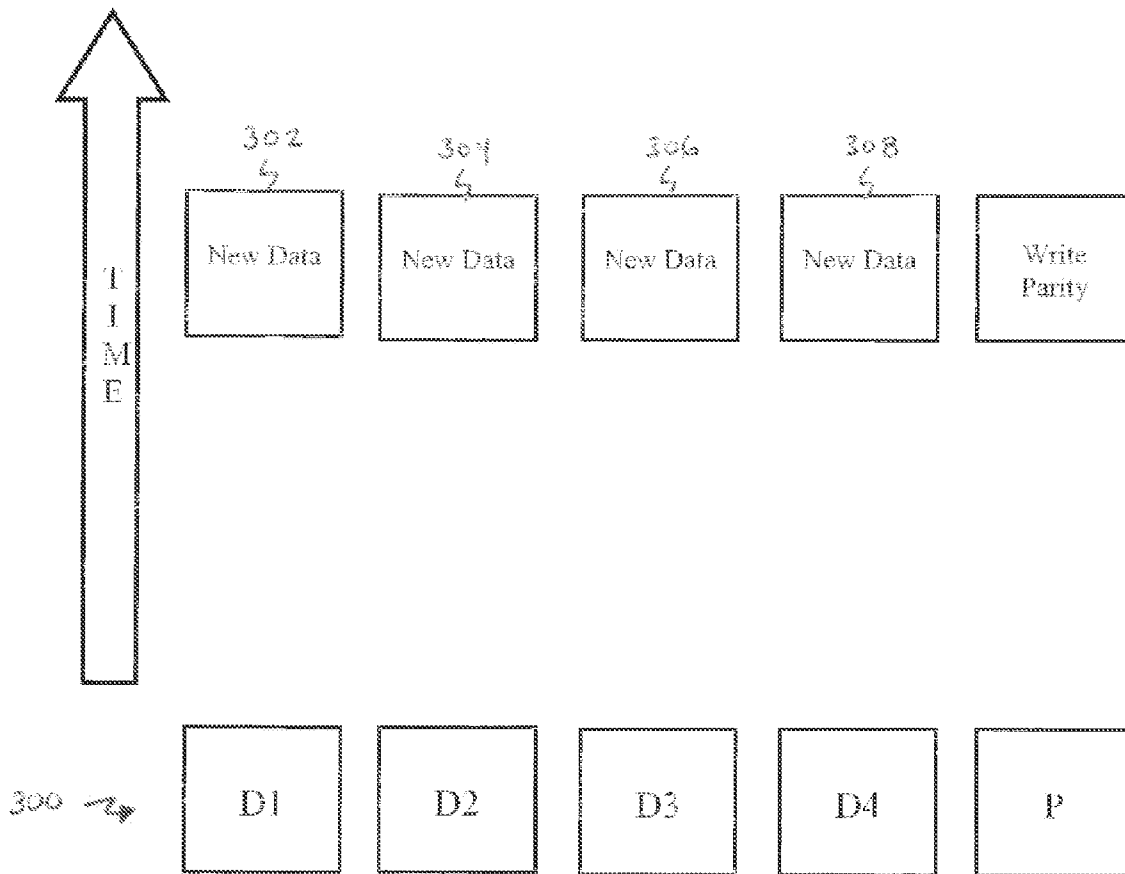 302 304 306 308
New Data New Data New Data New Data Write
Parity
T
I
M
E
300 D1 D2 D3 D4 P